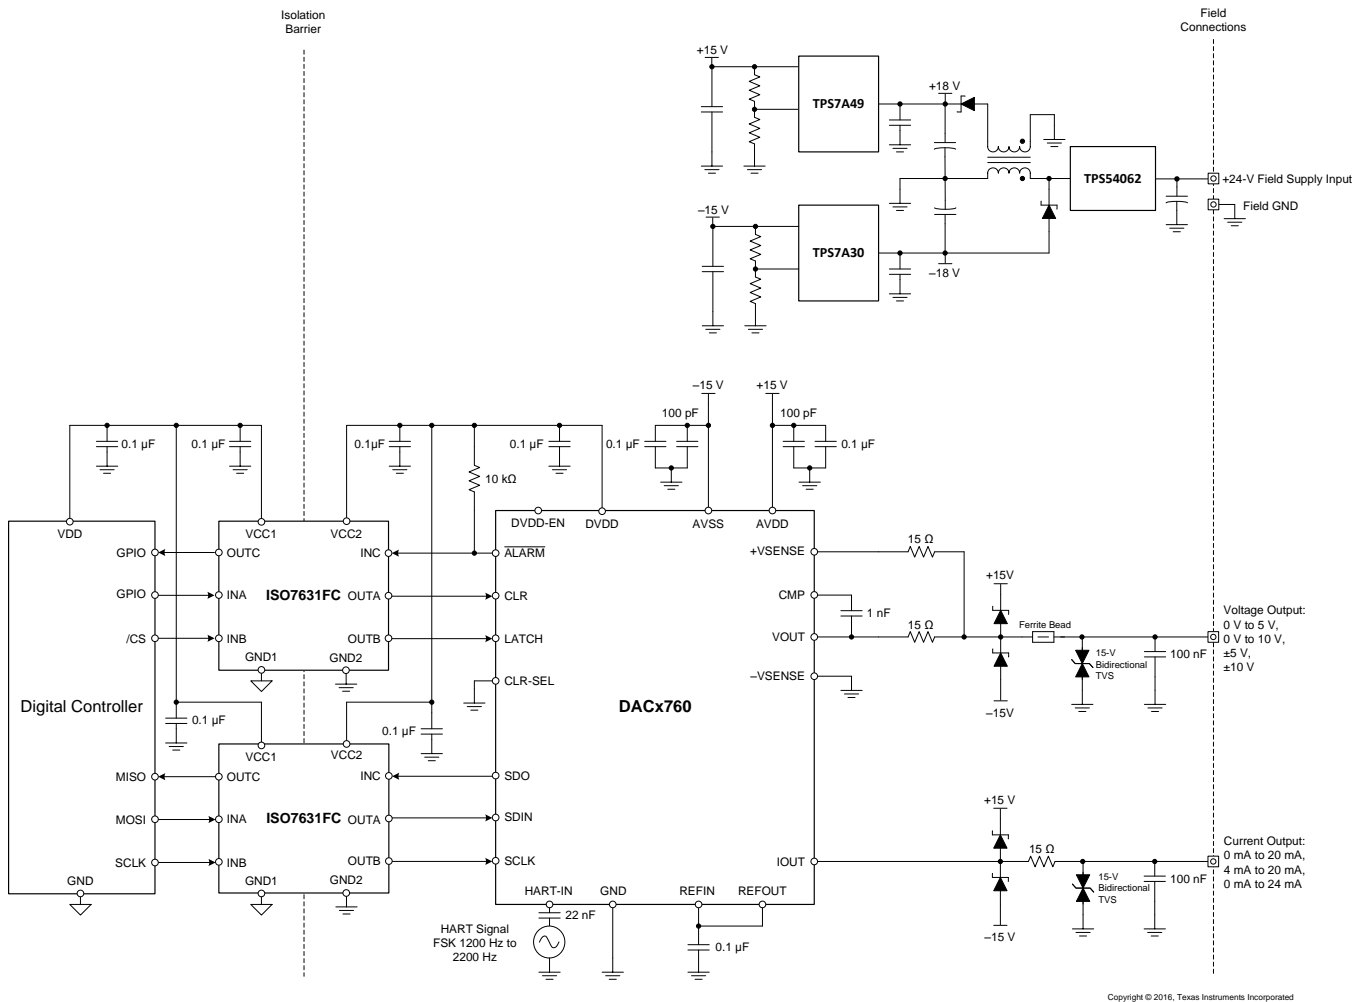 Isolation
Barrier
Field
Connections
+15 V
TPS7A49
+18 V
TPS54062
+24-V Field Supply Input
Field GND
–15 V
TPS7A30
–18 V
–15 V
+15 V
100 pF
100 pF
0.1 µF
0.1 µF
0.1µF
0.1 µF
0.1 µF
0.1 µF
10 kΩ
VDD
VCC1
VCC2
DVDD-EN
DVDD
AVSS
AVDD
GPIO
OUTC
INC
ALARM
+VSENSE
15 Ω
GPIO
INA
ISO7631FC
OUTA
CLR
CMP
1 nF
+15V
/CS
INB
OUTB
LATCH
VOUT
15 Ω
Ferrite Bead
Voltage Output:
0 V to 5 V,
0 V to 10 V,
±5 V,
±10 V
GND1
GND2
CLR-SEL
–VSENSE
15-V
Bidirectional
TVS
100 nF
–15V
Digital Controller
0.1 µF
0.1 µF
DACx760
VCC1
VCC2
MISO
OUTC
INC
SDO
MOSI
INA
ISO7631FC
OUTA
SDIN
+15 V
SCLK
INB
OUTB
SCLK
IOUT
15 Ω
Current Output:
0 mA to 20 mA,
4 mA to 20 mA,
0 mA to 24 mA
GND
GND1
GND2
HART-IN
GND
REFIN
REFOUT
15-V
Bidirectional
TVS
100 nF
–15 V
22 nF
HART Signal
FSK 1200 Hz to
2200 Hz
0.1 µF
Copyright © 2016, Texas Instruments Incorporated